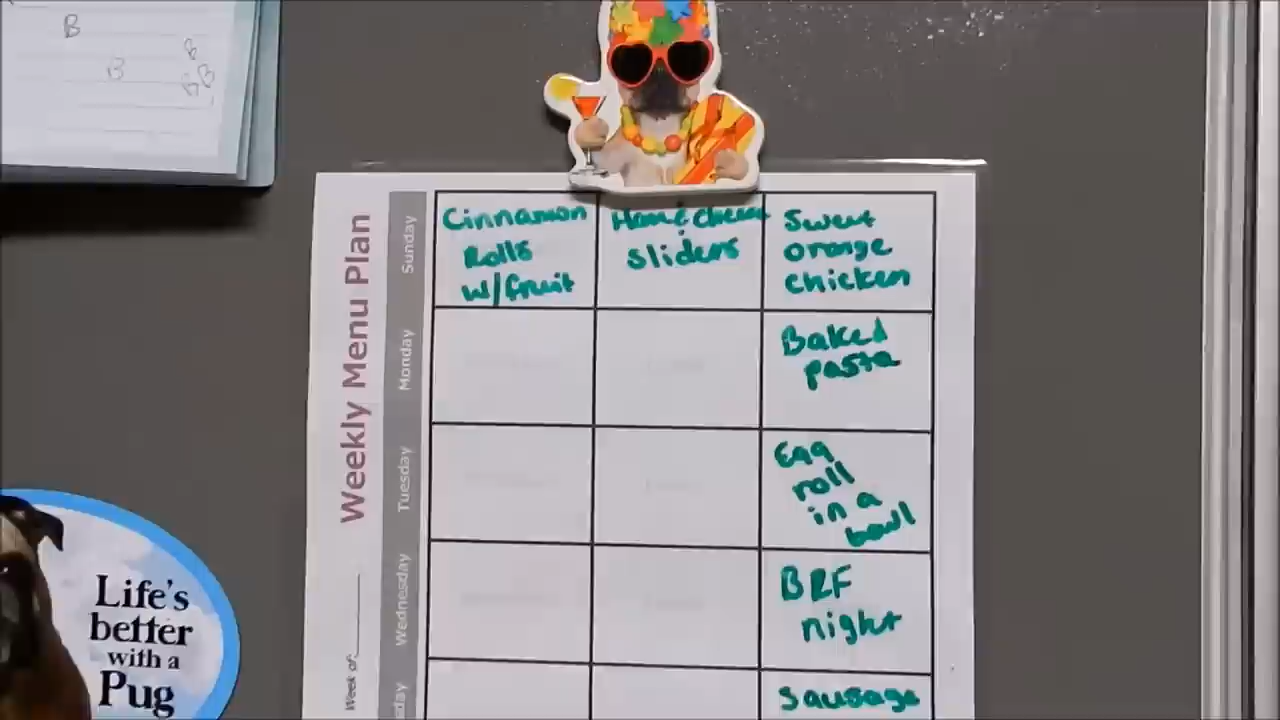 B
B
B
B
B
Weekly Menu Plan
Week of:
Sunday
Cinnamon
Rolls
w/fruit
Ham & cheese
sliders
Sweet
orange
chicken
Monday
Baked
pasta
Tuesday
Egg
roll
in a
bowl
Wednesday
BRF
night
day
Sausage
Life's
better
with a
Pug